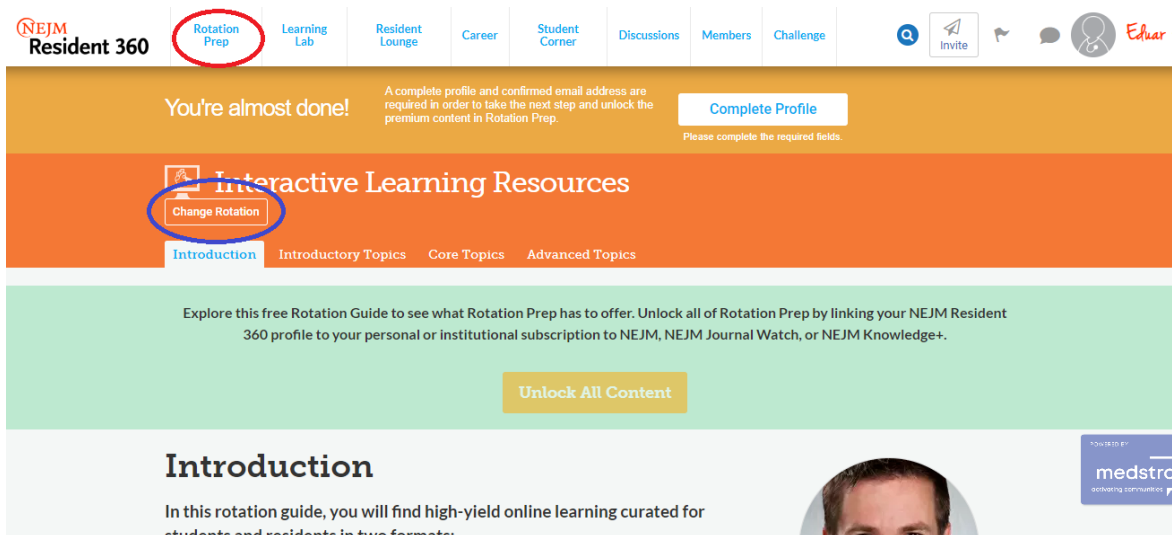 NEJM
Resident 360
Rotation
Prep
Learning
Lab
Resident
Lounge
Career
Student
Corner
Discussions
Members
Challenge
Invite
Eduar
You're almost done!
A complete profile and confirmed email address are
required in order to take the next step and unlock the
premium content in Rotation Prep.
Complete Profile
Please complete the required fields.
Interactive Learning Resources
Change Rotation
Introduction
Introductory Topics
Core Topics
Advanced Topics
Explore this free Rotation Guide to see what Rotation Prep has to offer. Unlock all of Rotation Prep by linking your NEJM Resident
360 profile to your personal or institutional subscription to NEJM, NEJM Journal Watch, or NEJM Knowledge+.
Unlock All Content
Introduction
In this rotation guide, you will find high-yield online learning curated for
students and residents in two formats:
POWERED BY
medstro
activating communities